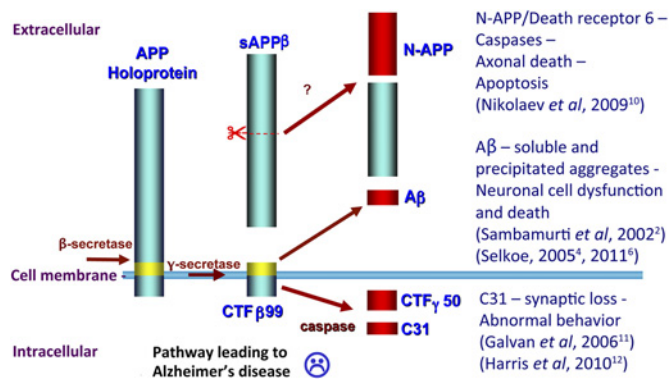 Extracellular
APP
Holoprotein
sAPPβ
N-APP
?
N-APP/Death receptor 6 –
Caspases –
Axonal death –
Apoptosis
(Nikolaev et al, 2009¹⁰)
Aβ
Aβ – soluble and
precipitated aggregates -
Neuronal cell dysfunction
and death
(Sambamurti et al, 2002²)
(Selkoe, 2005⁴, 2011⁶)
β-secretase
γ-secretase
Cell membrane -
CTFβ99
caspase
CTFγ 50
C31
C31 – synaptic loss -
Abnormal behavior
(Galvan et al, 2006¹¹)
(Harris et al, 2010¹²)
Intracellular
Pathway leading to
Alzheimer's disease